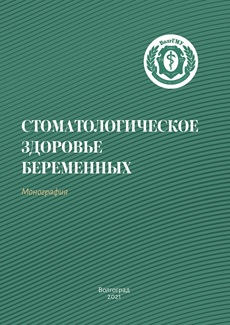 ВолгГМУ
СТОМАТОЛОГИЧЕСКОЕ
ЗДОРОВЬЕ
БЕРЕМЕННЫХ
Монография
Волгоград
2021